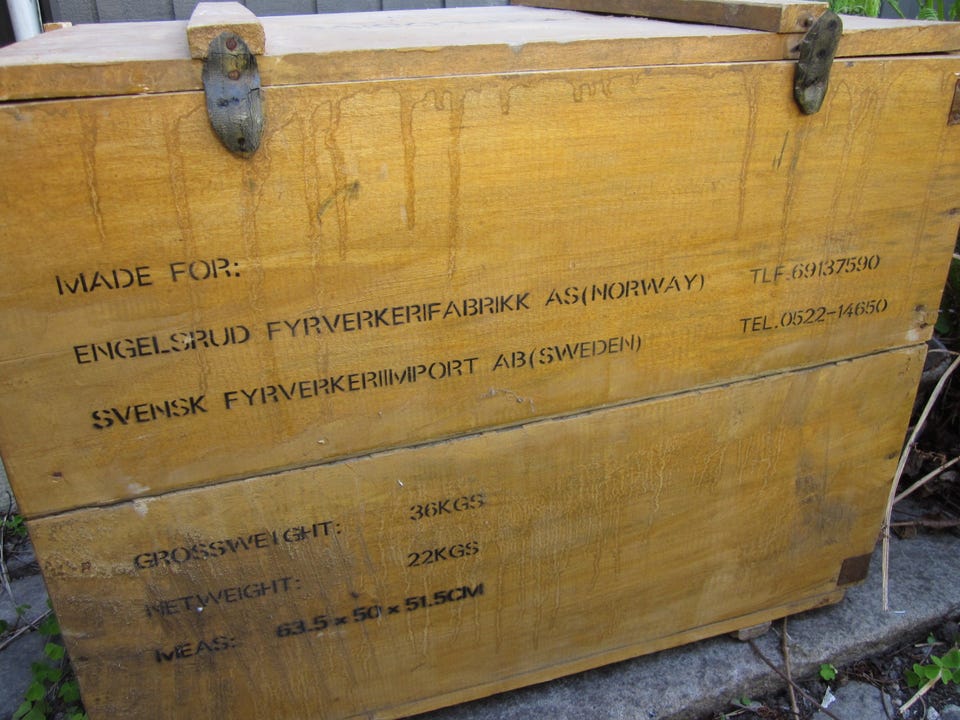 MADE FOR:
ENGELSRUD FYRVERKERIFABRIKK AS(NORWAY) TLF.69137590
SVENSK FYRVERKERIIMPORT AB(SWEDEN) TEL.0522-14650
GROSSWEIGHT: 36KGS
NETWEIGHT: 22KGS
MEAS: 63.5 × 50 × 51.5CM